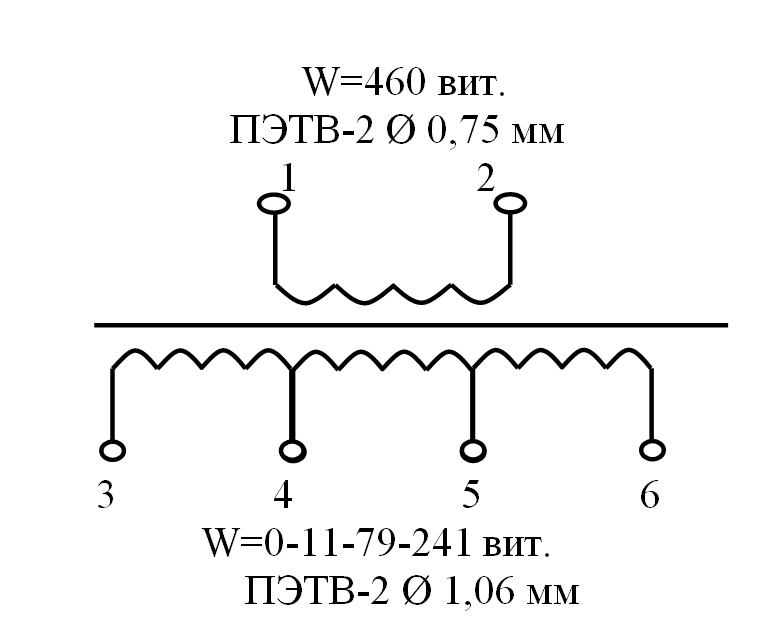 W=460 вит.
ПЭТВ-2 Ø 0,75 мм
1 2
3 4 5 6
W=0-11-79-241 вит.
ПЭТВ-2 Ø 1,06 мм